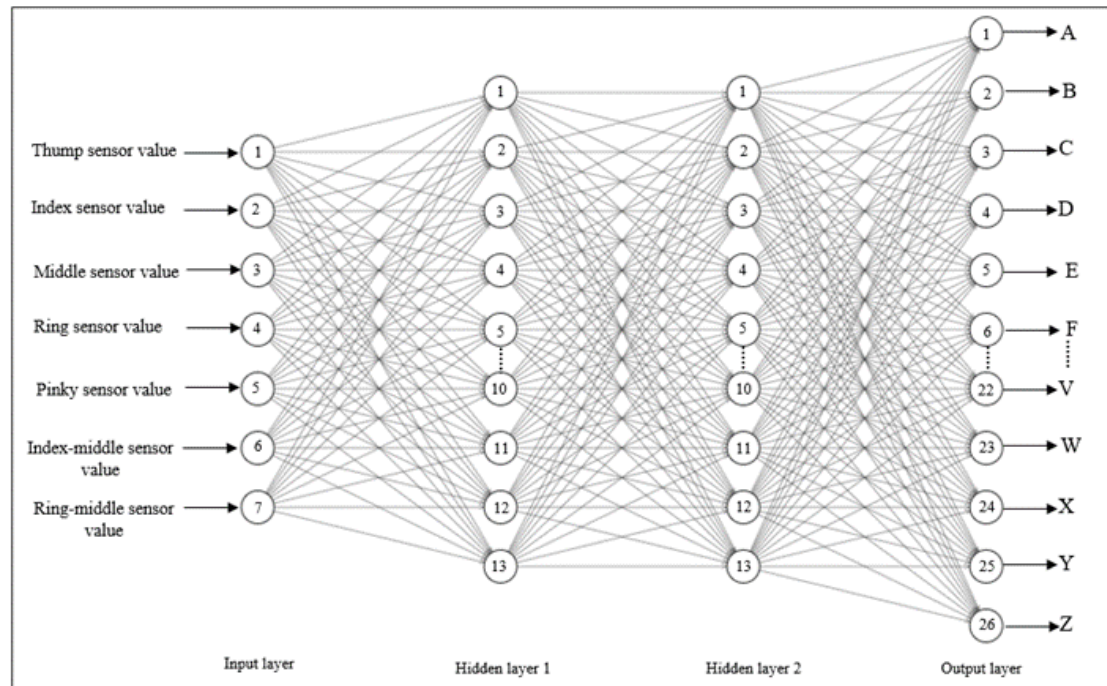 1 A
1 1 2 B
Thump sensor value 1 2 2 3 C
Index sensor value 2 3 3 4 D
Middle sensor value 3 4 4 5 E
Ring sensor value 4 5 5 6 F
Pinky sensor value 5 10 10 22 V
Index-middle sensor
value
6 11 11 23 W
Ring-middle sensor
value
7 12 12 24 X
13 13 25 Y
26 Z
Input layer Hidden layer 1 Hidden layer 2 Output layer